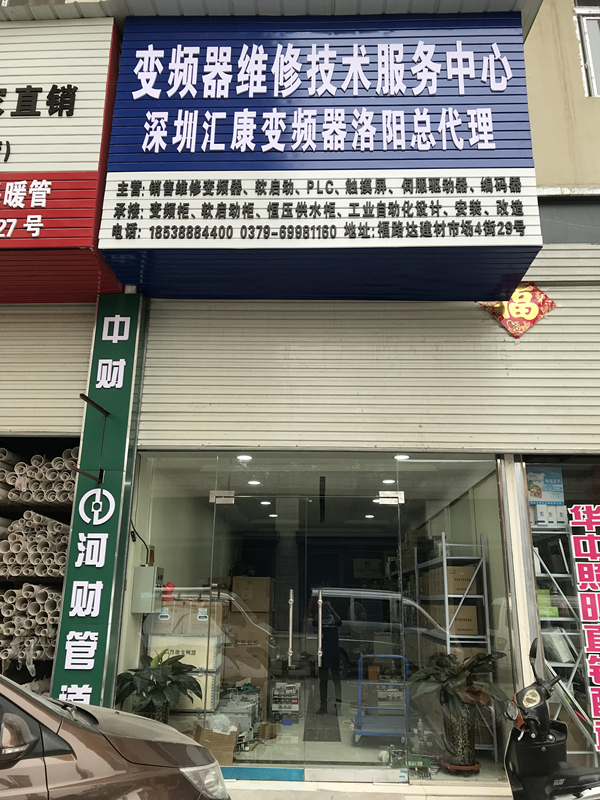 变频器维修技术服务中心
深圳汇康变频器洛阳总代理
主营:销售维修变频器、软启动、PLC、触摸屏、伺服驱动器、编码器
承接:变频柜、软启动柜、恒压供水柜、工业自动化设计、安装、改造
电话:18538884400 0379-69981160 地址:福路达建材市场4街29号
直销
暖管
27号
福
中财
河财管道
华中照明直销